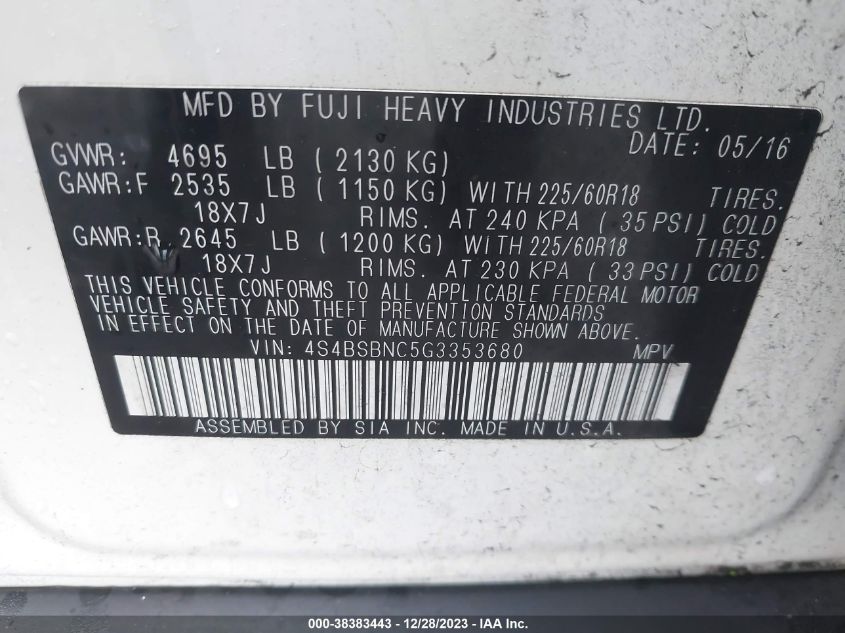 MFD BY FUJI HEAVY INDUSTRIES LTD.
DATE: 05/16
GVWR: 4695 LB ( 2130 KG)
GAWR:F 2535 LB ( 1150 KG) WITH 225/60R18 TIRES.
18X7J RIMS. AT 240 KPA ( 35 PSI) COLD
GAWR:R 2645 LB ( 1200 KG) WITH 225/60R18 TIRES.
18X7J RIMS. AT 230 KPA ( 33 PSI) COLD
THIS VEHICLE CONFORMS TO ALL APPLICABLE FEDERAL MOTOR
VEHICLE SAFETY AND THEFT PREVENTION STANDARDS
IN EFFECT ON THE DATE OF MANUFACTURE SHOWN ABOVE.
VIN: 4S4BSBNC5G3353680 MPV
ASSEMBLED BY SIA INC. MADE IN U.S.A.
000-38383443 - 12/28/2023 - IAA Inc.